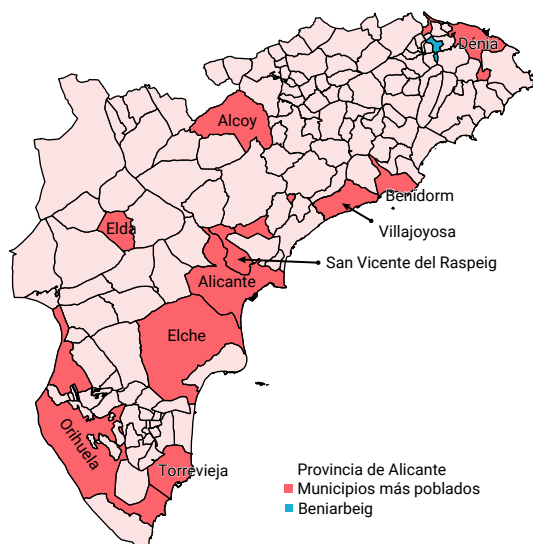 Dénia
Alcoy
Benidorm
Elda
Villajoyosa
San Vicente del Raspeig
Alicante
Elche
Orihuela
Torrevieja
Provincia de Alicante
Municipios más poblados
Beniarbeig